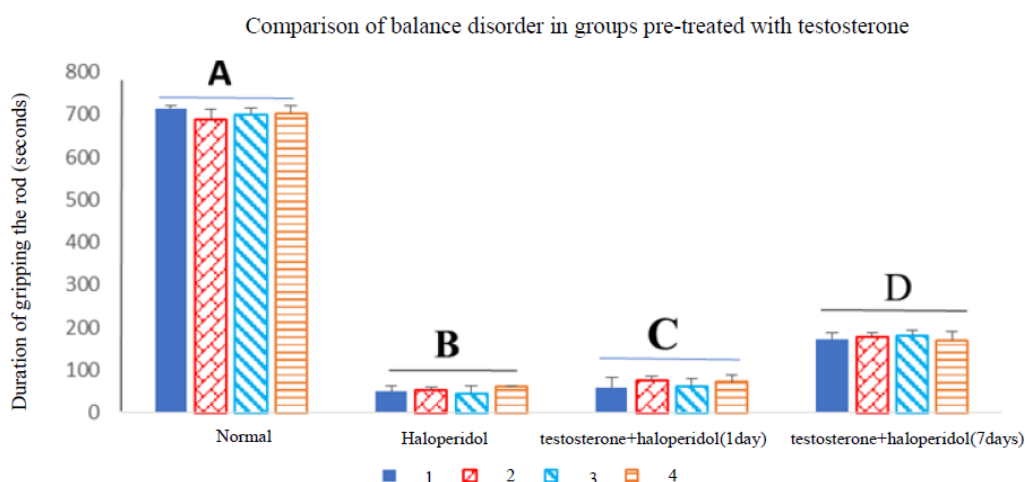 Comparison of balance disorder in groups pre-treated with testosterone
Duration of gripping the rod (seconds)
800
700
600
500
400
300
200
100
0
A
B
C
D
Normal
Haloperidol
testosterone+haloperidol(1day)
testosterone+haloperidol(7days)
1 2 3 4